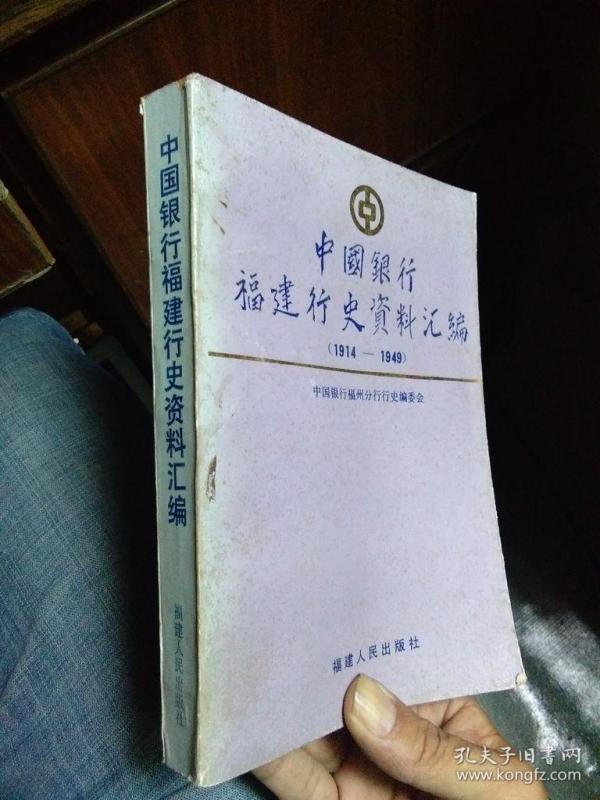 中国银行福建行史资料汇编
福建人民出版社
中國銀行
福建行史資料汇編
(1914 — 1949)
中国银行福州分行行史编委会
福建人民出版社
孔夫子旧书网
www.kongfz.com